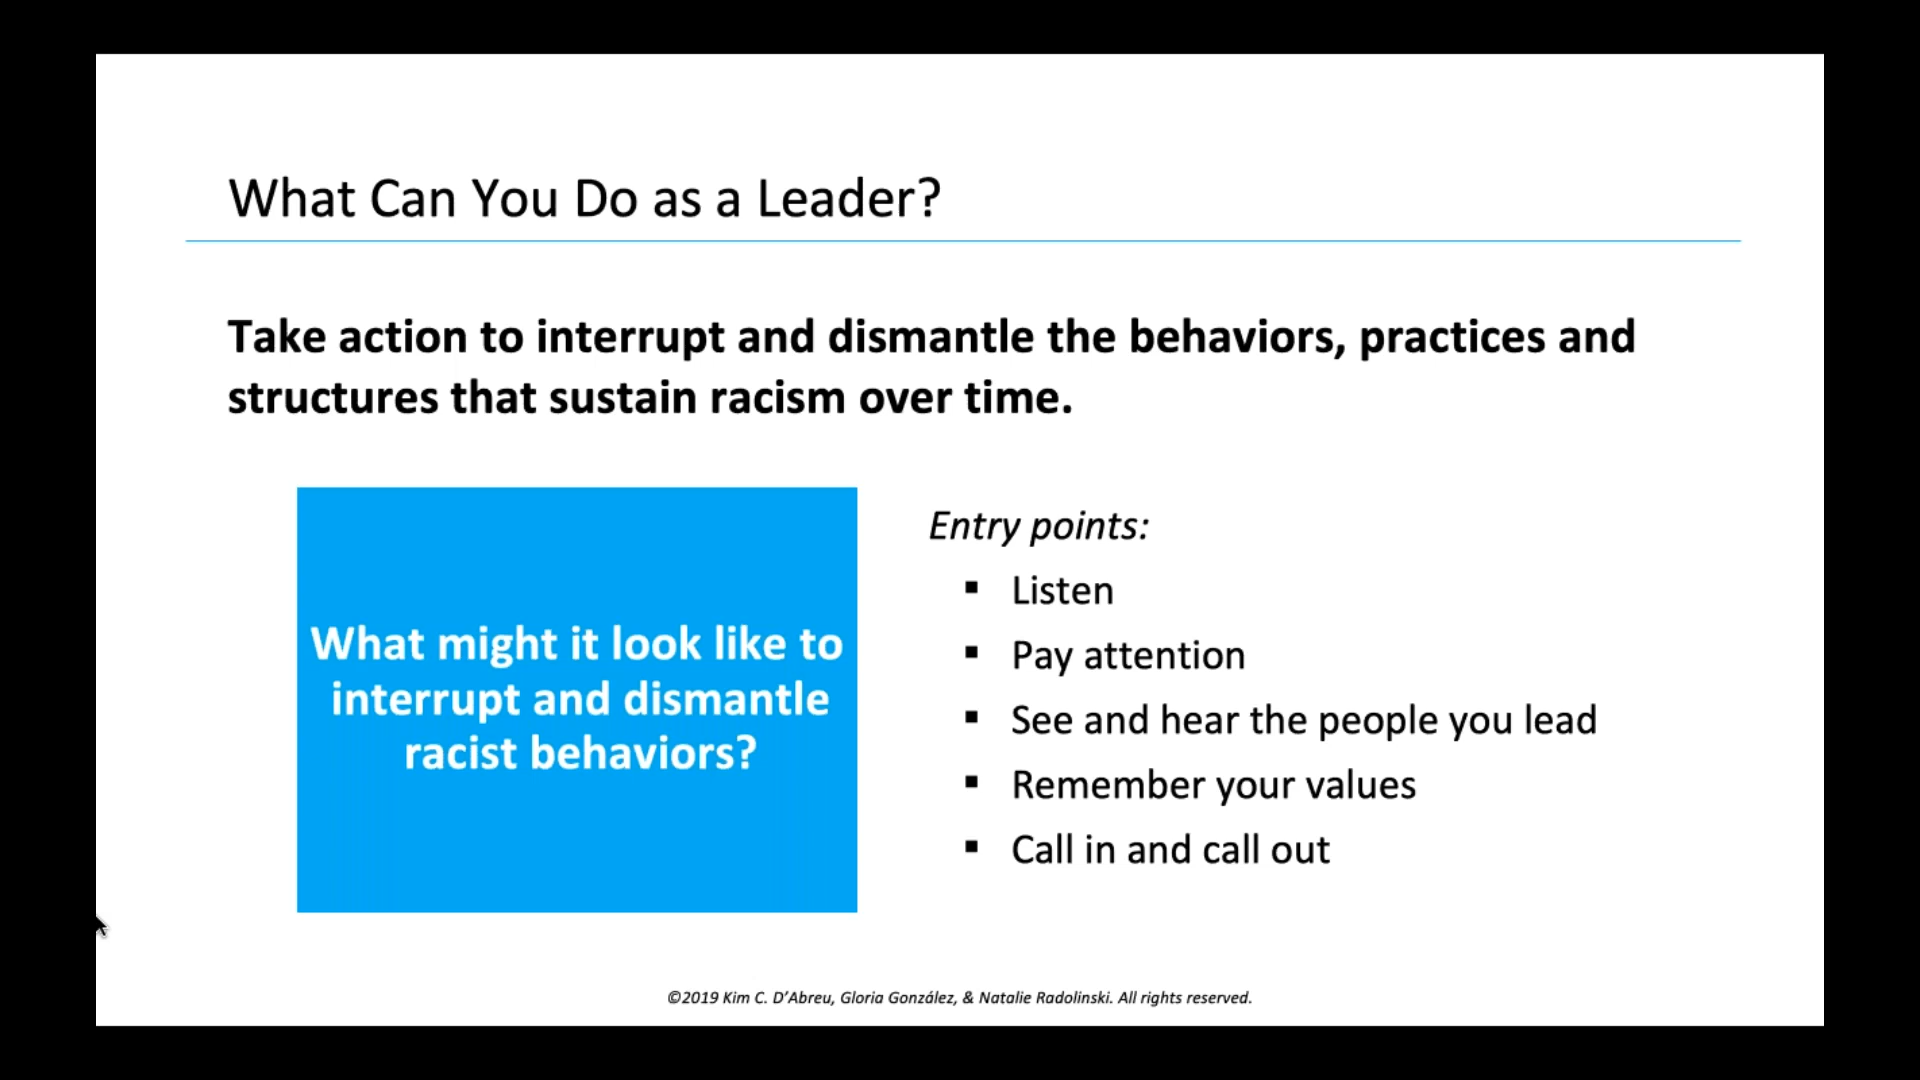 What Can You Do as a Leader?
Take action to interrupt and dismantle the behaviors, practices and
structures that sustain racism over time.
What might it look like to
interrupt and dismantle
racist behaviors?
Entry points:
▪ Listen
▪ Pay attention
▪ See and hear the people you lead
▪ Remember your values
▪ Call in and call out
©2019 Kim C. D’Abreu, Gloria González, & Natalie Radolinski. All rights reserved.